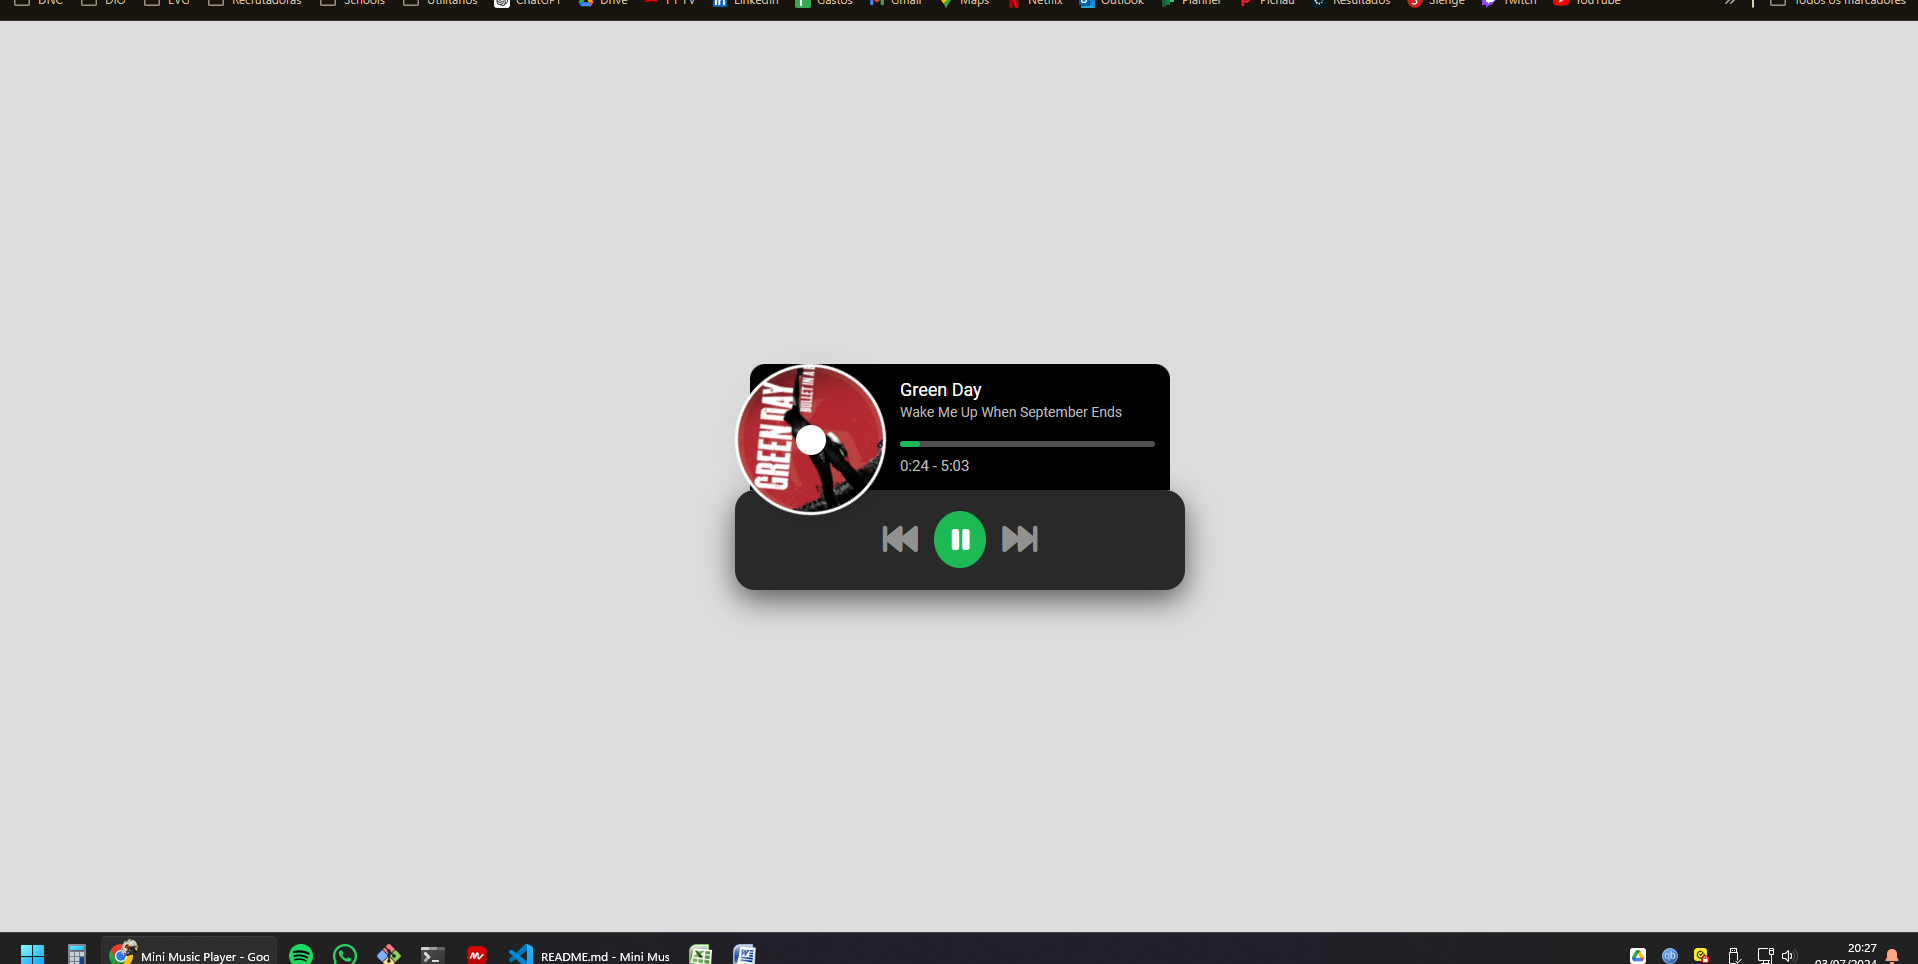 DNC DIO EVG Recrutadoras Schools Utilitários ChatGPT Drive LinkedIn Gastos Gmail Maps Netflix Outlook Planner Pichau Resultados Sienge Twitch YouTube Todos os marcadores
GREEN DAY
BULLET IN A B
Green Day
Wake Me Up When September Ends
0:24 - 5:03
Mini Music Player - Goo
README.md - Mini Mus
20:27
03/07/2024